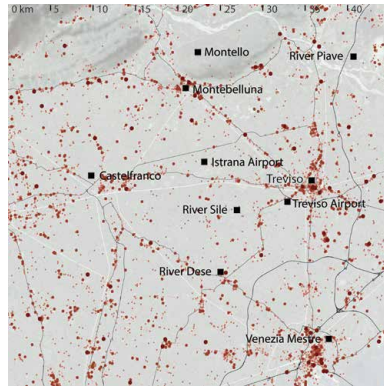 0 km 5 10 15 20 25 30 35 40
Montello
River Piave
Montebelluna
Istrana Airport
Castelfranco
Treviso
Treviso Airport
River Sile
River Dese
Venezia Mestre